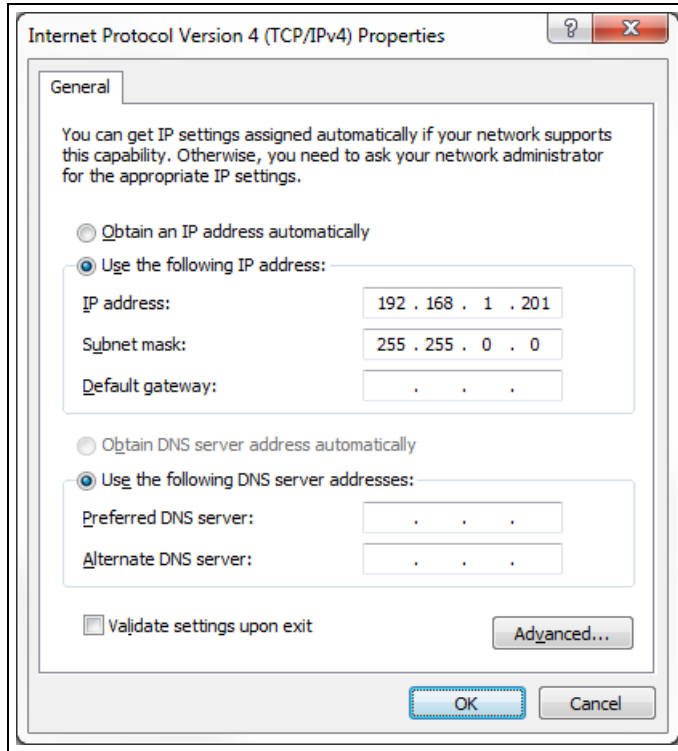 Internet Protocol Version 4 (TCP/IPv4) Properties
General
You can get IP settings assigned automatically if your network supports
this capability. Otherwise, you need to ask your network administrator
for the appropriate IP settings.
Obtain an IP address automatically
Use the following IP address:
IP address: 192 . 168 . 1 . 201
Subnet mask: 255 . 255 . 0 . 0
Default gateway: . . .
Obtain DNS server address automatically
Use the following DNS server addresses:
Preferred DNS server: . . .
Alternate DNS server: . . .
Validate settings upon exit
Advanced...
OK Cancel